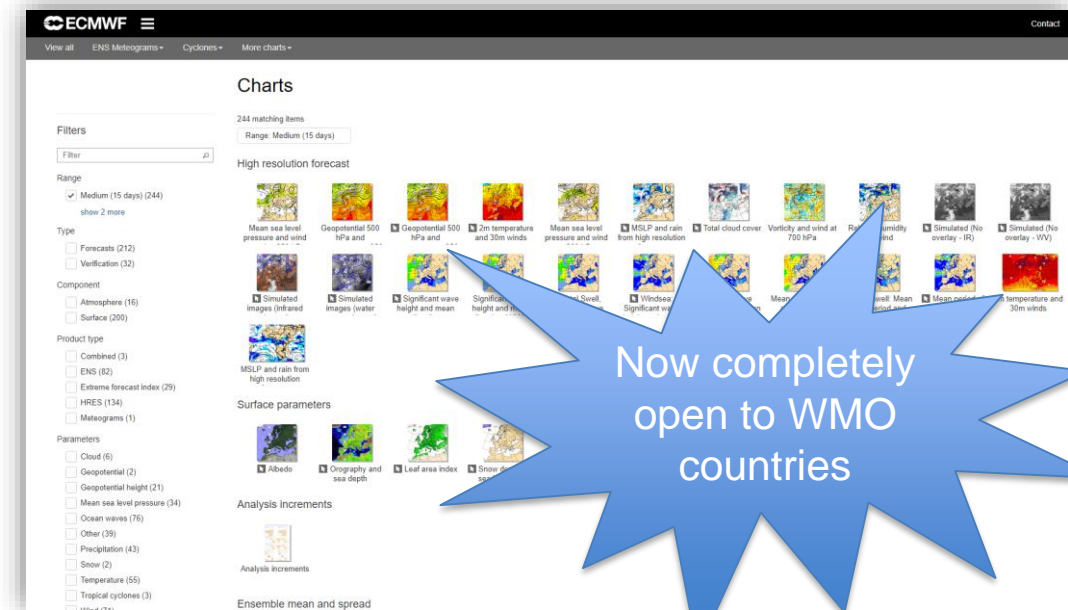 ECMWF
Contact
View all ENS Meteograms Cyclones More charts
Charts
244 matching items
Range: Medium (15 days)
Filters
Filter
Range
Medium (15 days) (244)
show 2 more
Type
Forecasts (212)
Verification (32)
Component
Atmosphere (16)
Surface (200)
Product type
Combined (3)
ENS (82)
Extreme forecast index (29)
HRES (134)
Meteograms (1)
Parameters
Cloud (6)
Geopotential (2)
Geopotential height (21)
Mean sea level pressure (34)
Ocean waves (76)
Other (39)
Precipitation (43)
Snow (2)
Temperature (55)
Tropical cyclones (3)
High resolution forecast
Mean sea level
pressure and wind
Geopotential 500
hPa and
Geopotential 500
hPa and
2m temperature
and 30m winds
Mean sea level
pressure and wind
MSLP and rain
from high resolution
Total cloud cover
Vorticity and wind at
700 hPa
Simulated (No
overlay - IR)
Simulated (No
overlay - WV)
Simulated
images (infrared
Simulated
images (water
Significant wave
height and mean
height and
Swell,
Windsea:
Significant
Mean
temperature and
30m winds
MSLP and rain from
high resolution
Surface parameters
Albedo
Orography and
sea depth
Leaf area index
Snow
Analysis increments
Analysis increments
Ensemble mean and spread
Now completely
open to WMO
countries